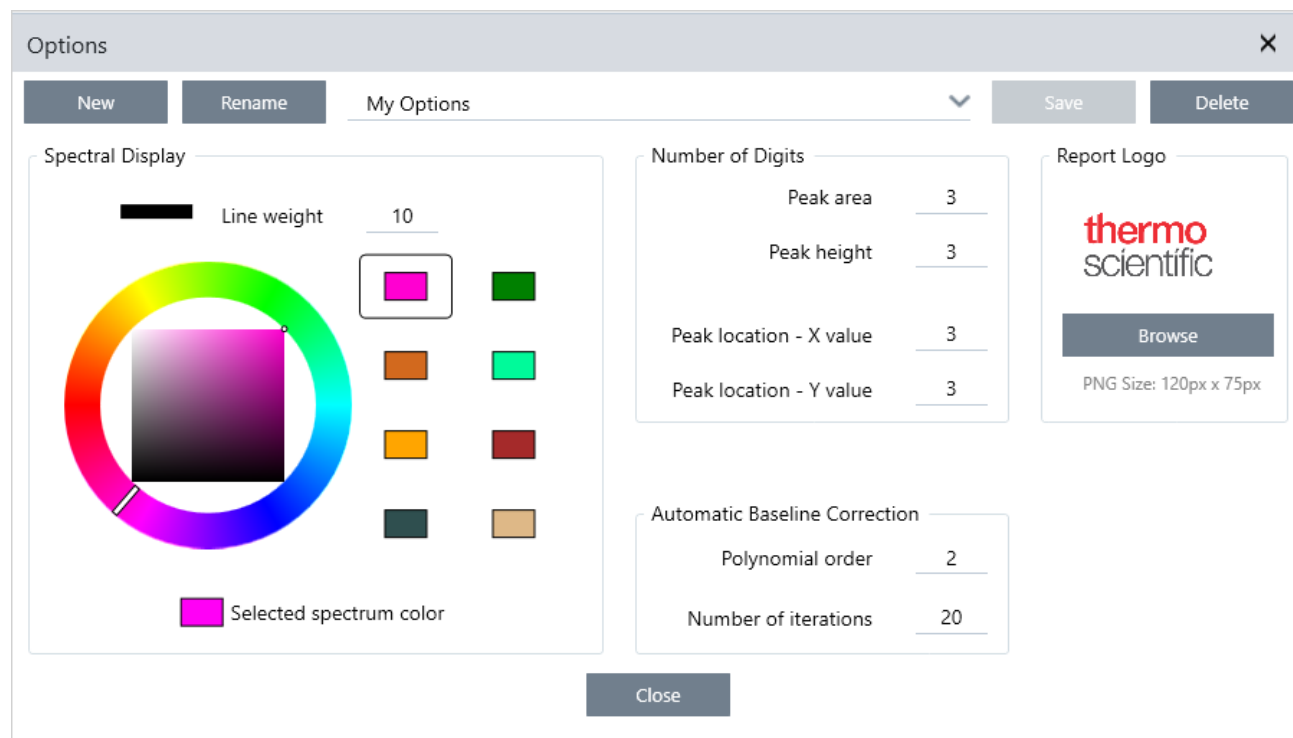 Options
New
Rename
My Options
Save
Delete
Spectral Display
Line weight 10
Selected spectrum color
Number of Digits
Peak area 3
Peak height 3
Peak location - X value 3
Peak location - Y value 3
Automatic Baseline Correction
Polynomial order 2
Number of iterations 20
Report Logo
thermo
scientific
Browse
PNG Size: 120px x 75px
Close